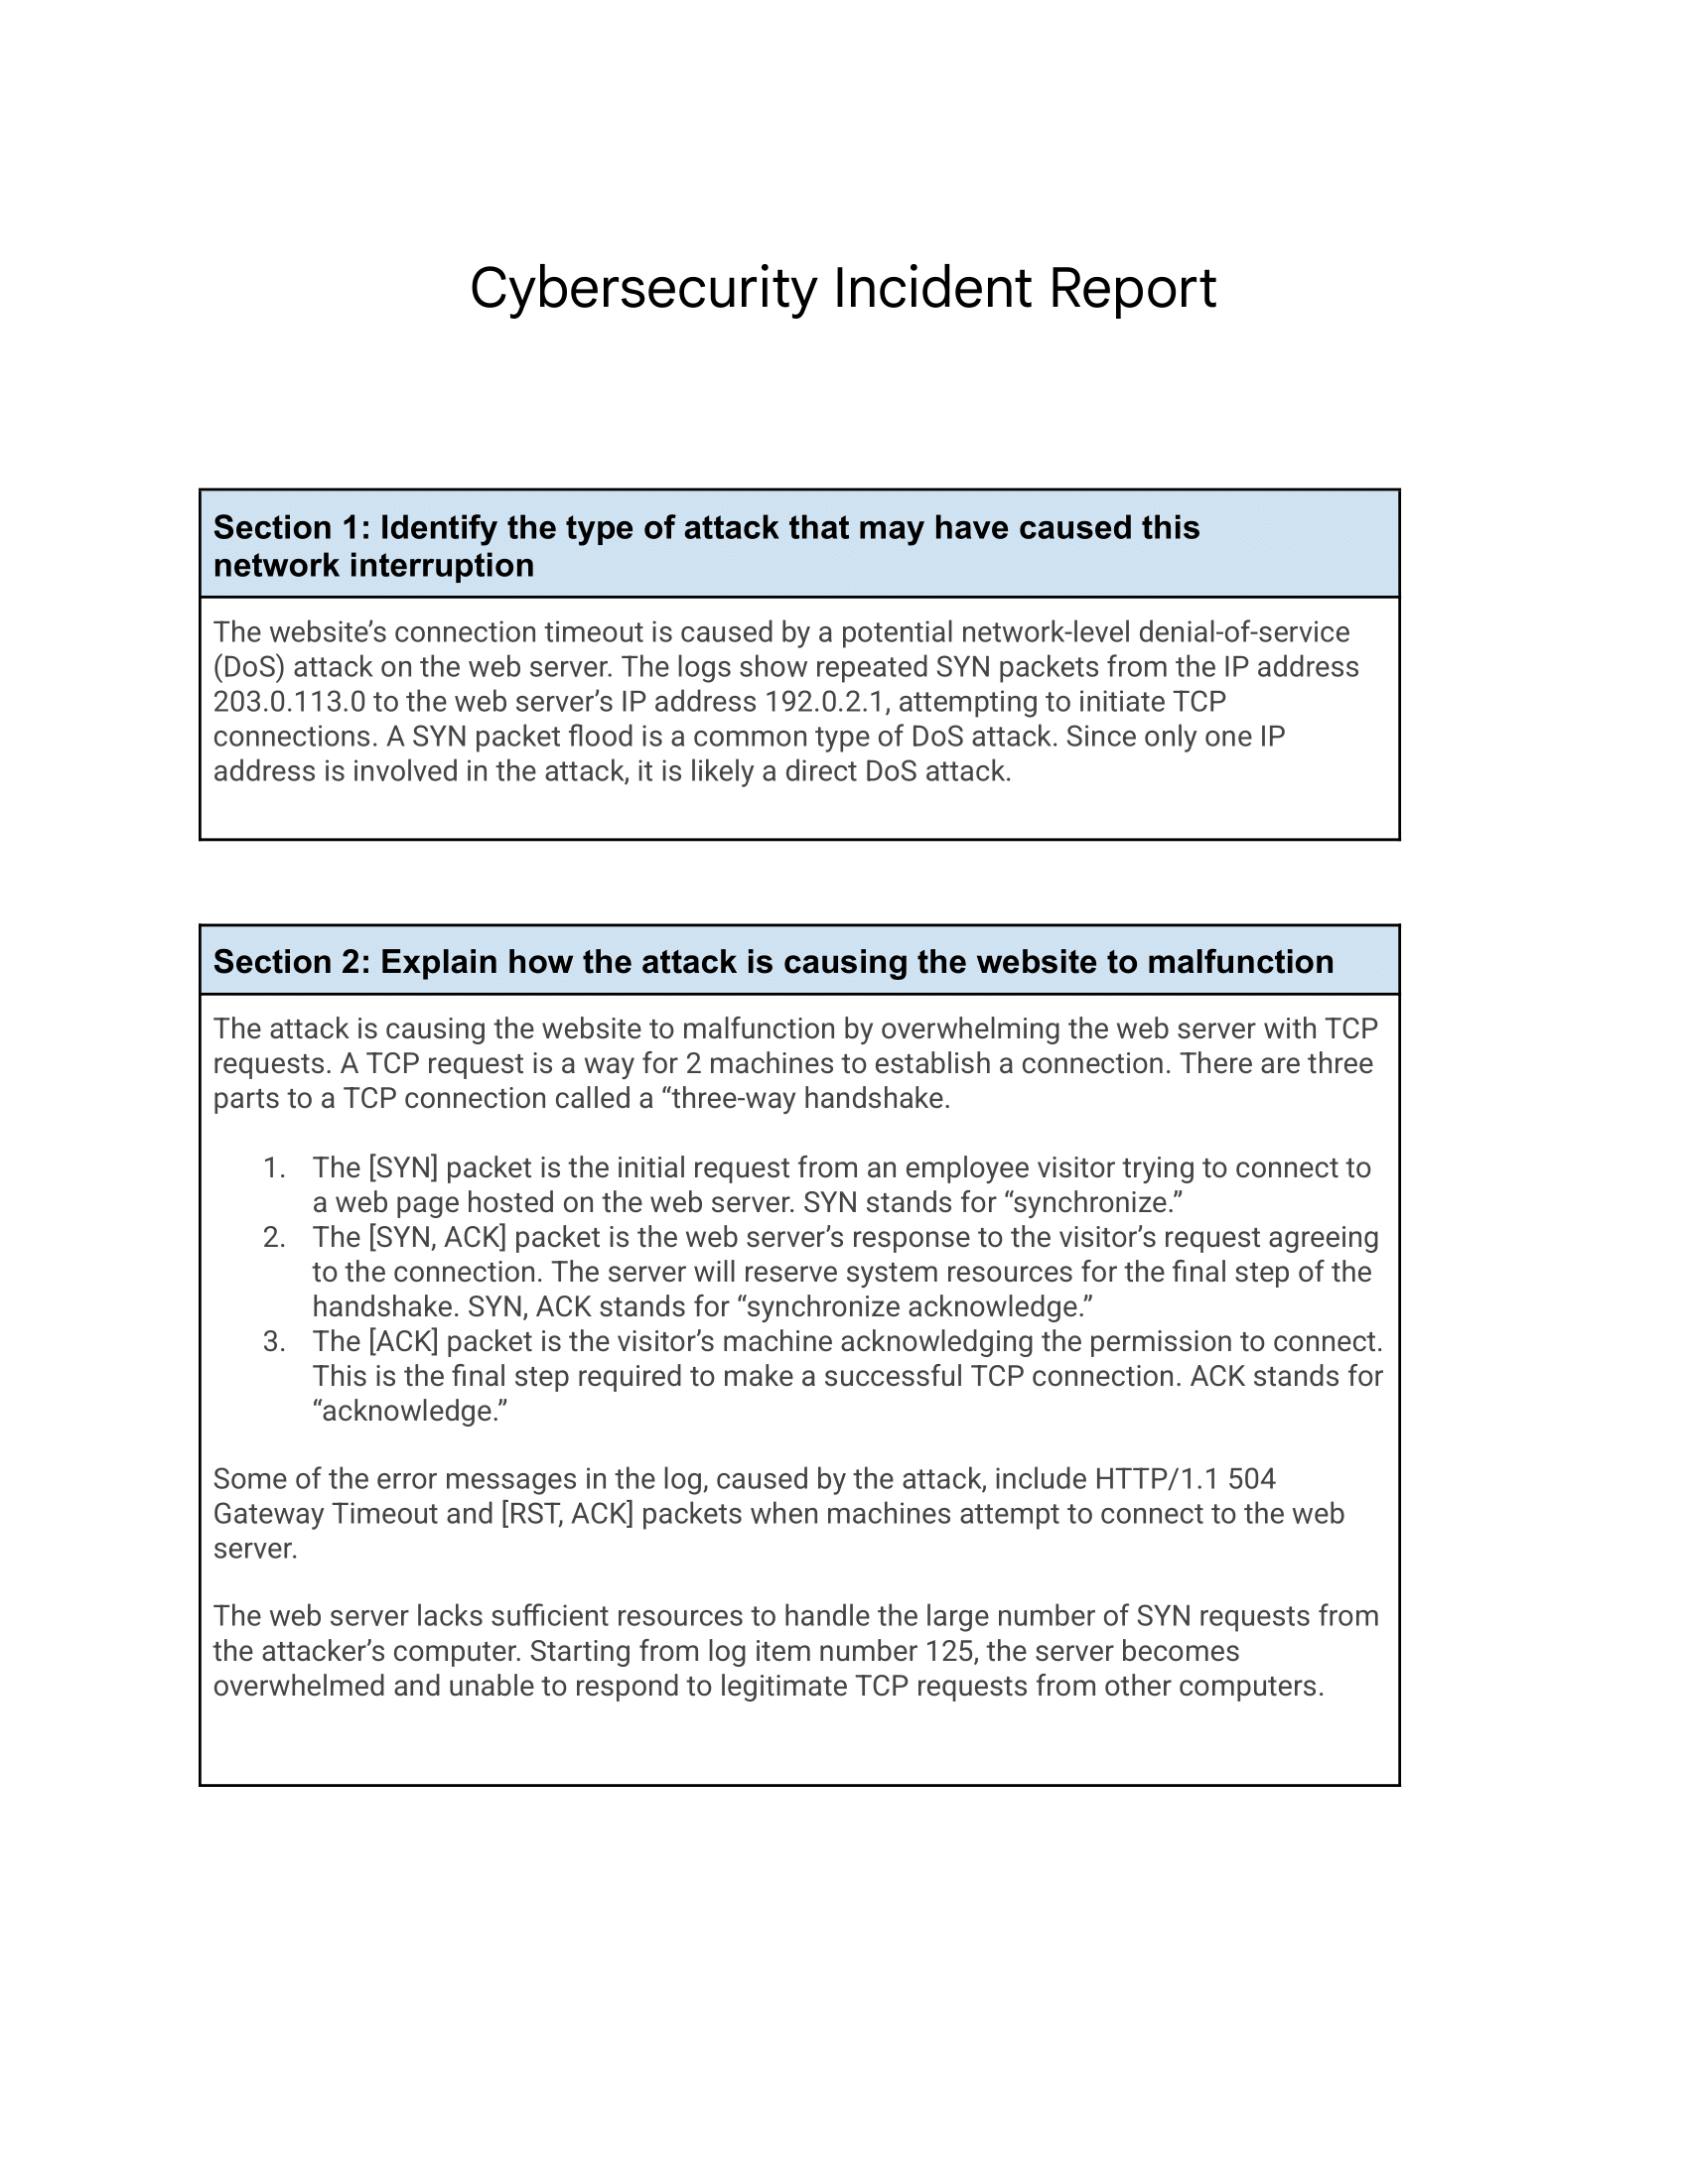 Cybersecurity Incident Report
Section 1: Identify the type of attack that may have caused this
network interruption
The website’s connection timeout is caused by a potential network-level denial-of-service
(DoS) attack on the web server. The logs show repeated SYN packets from the IP address
203.0.113.0 to the web server’s IP address 192.0.2.1, attempting to initiate TCP
connections. A SYN packet flood is a common type of DoS attack. Since only one IP
address is involved in the attack, it is likely a direct DoS attack.
Section 2: Explain how the attack is causing the website to malfunction
The attack is causing the website to malfunction by overwhelming the web server with TCP
requests. A TCP request is a way for 2 machines to establish a connection. There are three
parts to a TCP connection called a “three-way handshake.
1. The [SYN] packet is the initial request from an employee visitor trying to connect to
a web page hosted on the web server. SYN stands for “synchronize.”
2. The [SYN, ACK] packet is the web server’s response to the visitor’s request agreeing
to the connection. The server will reserve system resources for the final step of the
handshake. SYN, ACK stands for “synchronize acknowledge.”
3. The [ACK] packet is the visitor’s machine acknowledging the permission to connect.
This is the final step required to make a successful TCP connection. ACK stands for
“acknowledge.”
Some of the error messages in the log, caused by the attack, include HTTP/1.1 504
Gateway Timeout and [RST, ACK] packets when machines attempt to connect to the web
server.
The web server lacks sufficient resources to handle the large number of SYN requests from
the attacker’s computer. Starting from log item number 125, the server becomes
overwhelmed and unable to respond to legitimate TCP requests from other computers.